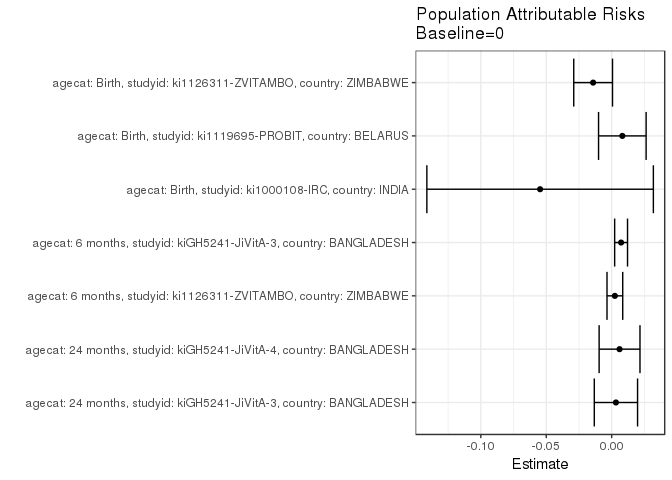 Population Attributable Risks
Baseline=0
agecat: Birth, studyid: ki1126311-ZVITAMBO, country: ZIMBABWE
agecat: Birth, studyid: ki1119695-PROBIT, country: BELARUS
agecat: Birth, studyid: ki1000108-IRC, country: INDIA
agecat: 6 months, studyid: kiGH5241-JiVitA-3, country: BANGLADESH
agecat: 6 months, studyid: ki1126311-ZVITAMBO, country: ZIMBABWE
agecat: 24 months, studyid: kiGH5241-JiVitA-4, country: BANGLADESH
agecat: 24 months, studyid: kiGH5241-JiVitA-3, country: BANGLADESH
-0.10 -0.05 0.00
Estimate